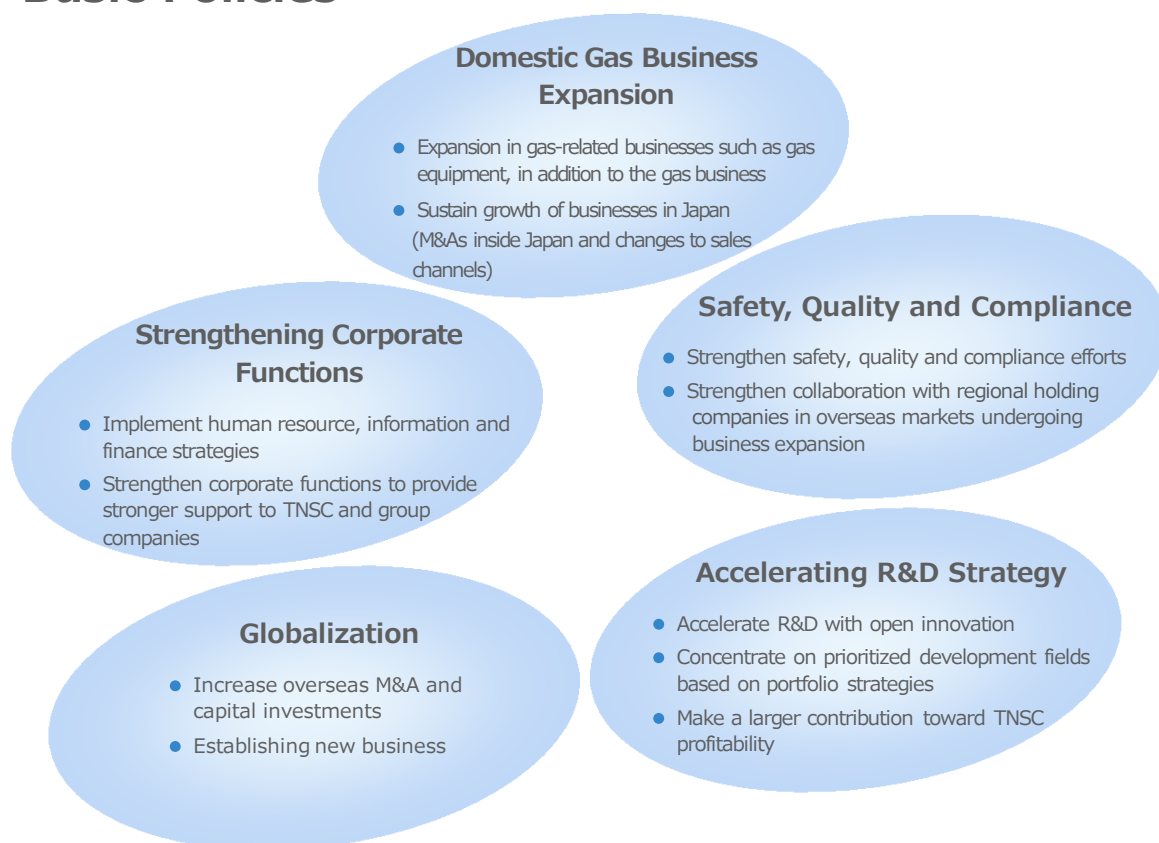 Basic Policies
Domestic Gas Business
Expansion
● Expansion in gas-related businesses such as gas
equipment, in addition to the gas business
● Sustain growth of businesses in Japan
(M&As inside Japan and changes to sales
channels)
Safety, Quality and Compliance
● Strengthen safety, quality and compliance efforts
● Strengthen collaboration with regional holding
companies in overseas markets undergoing
business expansion
Strengthening Corporate
Functions
● Implement human resource, information and
finance strategies
● Strengthen corporate functions to provide
stronger support to TNSC and group
companies
Accelerating R&D Strategy
● Accelerate R&D with open innovation
● Concentrate on prioritized development fields
based on portfolio strategies
● Make a larger contribution toward TNSC
profitability
Globalization
● Increase overseas M&A and
capital investments
● Establishing new business